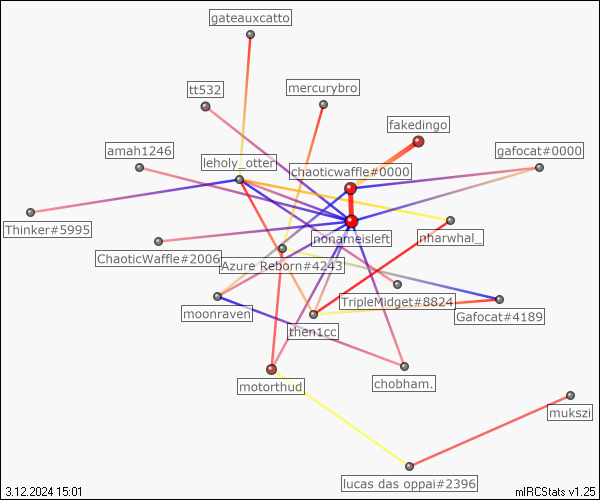 gateauxcatto
tt532
mercurybro
fakedingo
amah1246
leholy_otter
chaoticwaffle#0000
gafocat#0000
Thinker#5995
nonameisleft
nharwhal_
ChaoticWaffle#2006
Azure Reborn#4243
TripleMidget#8824
moonraven
then1cc
Gafocat#4189
motorthud
chobham.
mukszi
lucas das oppai#2396
3.12.2024 15:01
mIRCStats v1.25